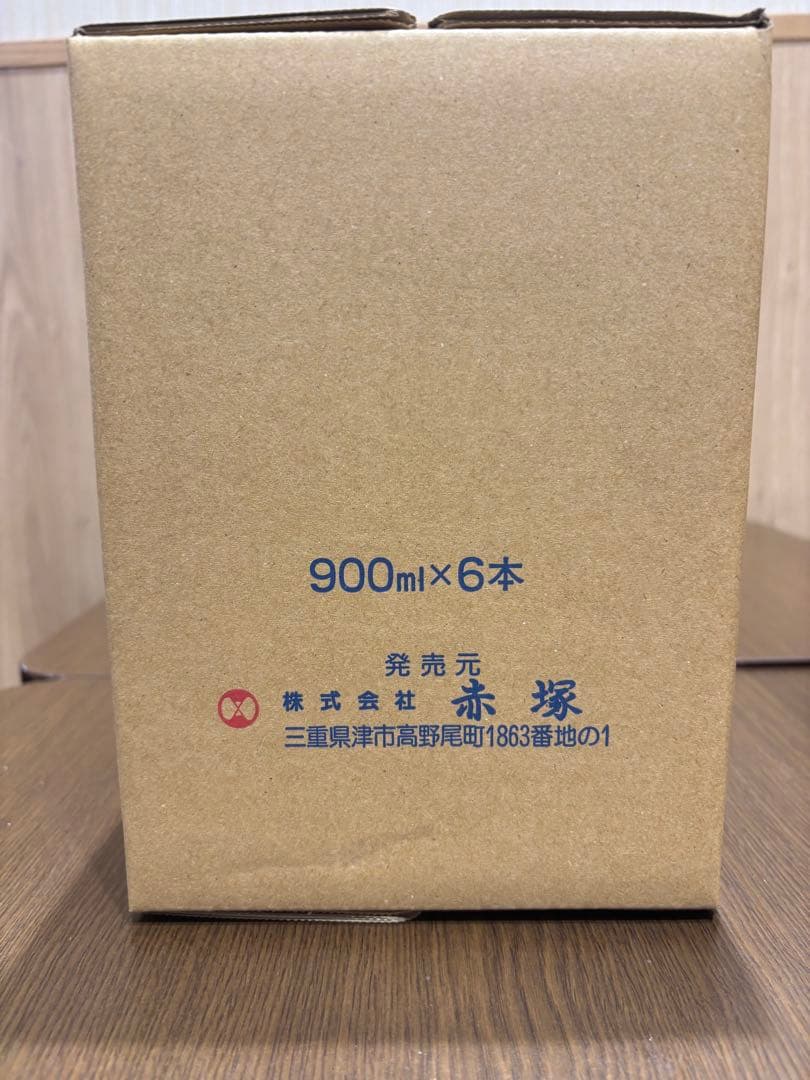 900ml×6本
発売元
株式会社 赤塚
三重県津市高野尾町1863番地の1